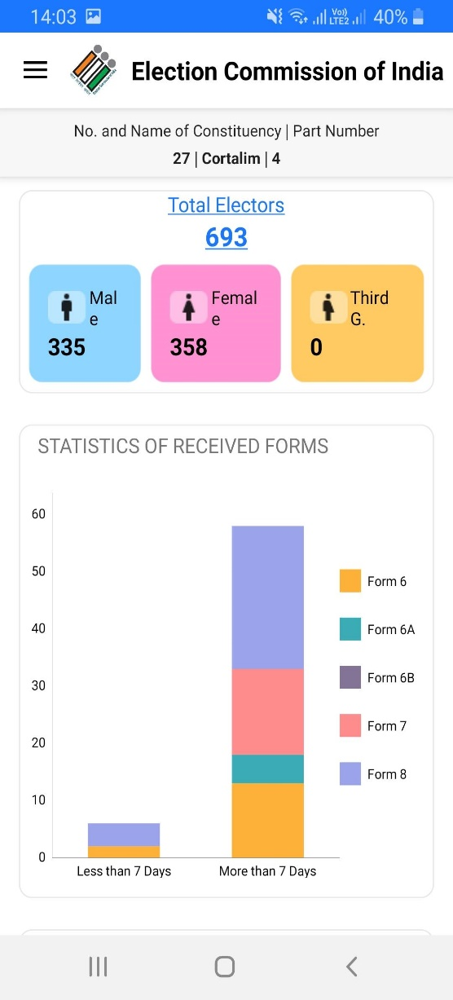 14:03
Vo)) LTE2 40%
Election Commission of India
No. and Name of Constituency | Part Number
27 | Cortalim | 4
Total Electors
693
Mal
e
335
Femal
e
358
Third
G.
0
STATISTICS OF RECEIVED FORMS
60
50
40
30
20
10
0
Less than 7 Days
More than 7 Days
Form 6
Form 6A
Form 6B
Form 7
Form 8